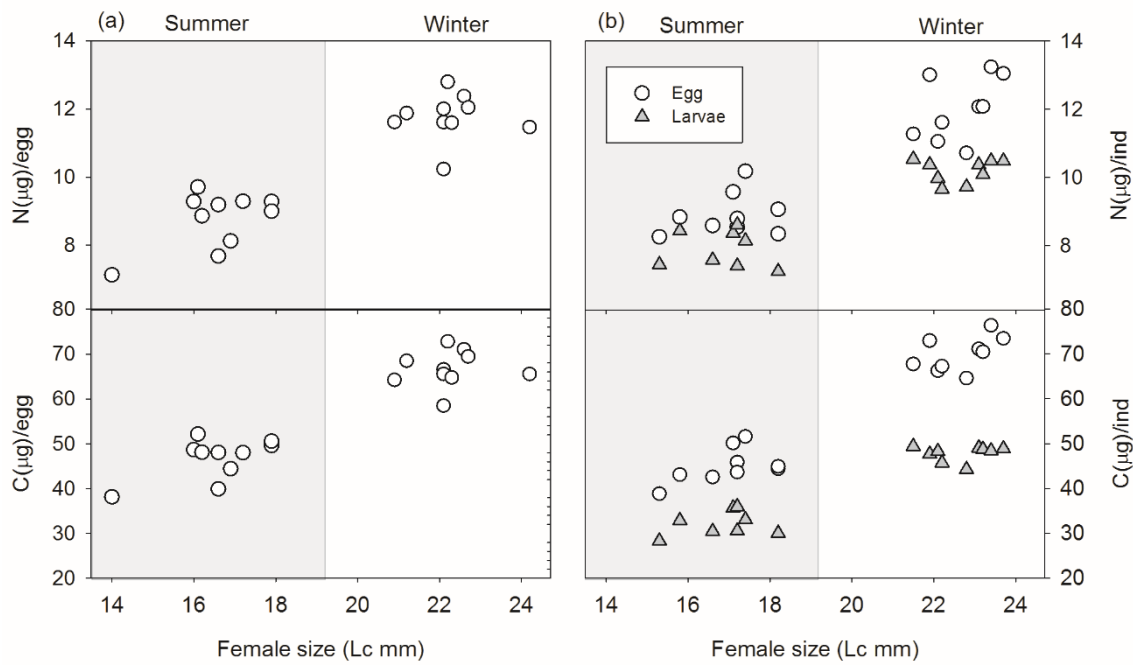 (a) Summer Winter
(b) Summer Winter
14
12
10
8
80
70
60
50
40
30
20
N(µg)/egg
C(µg)/egg
14 16 18 20 22 24
Female size (Lc mm)
Egg
Larvae
14
12
10
8
80
70
60
50
40
30
20
N(µg)/ind
C(µg)/ind
14 16 18 20 22 24
Female size (Lc mm)